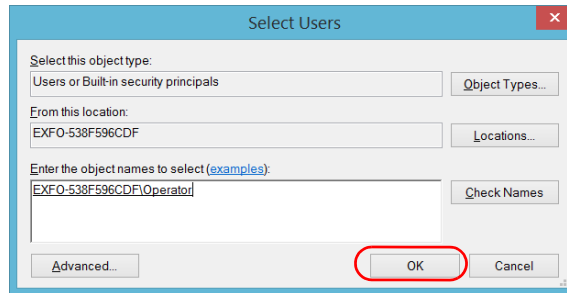 Select Users
x
Select this object type:
Users or Built-in security principals
Object Types...
From this location:
EXFO-538F596CDF
Locations...
Enter the object names to select (examples):
EXFO-538F596CDF\Operator
Check Names
Advanced...
OK
Cancel